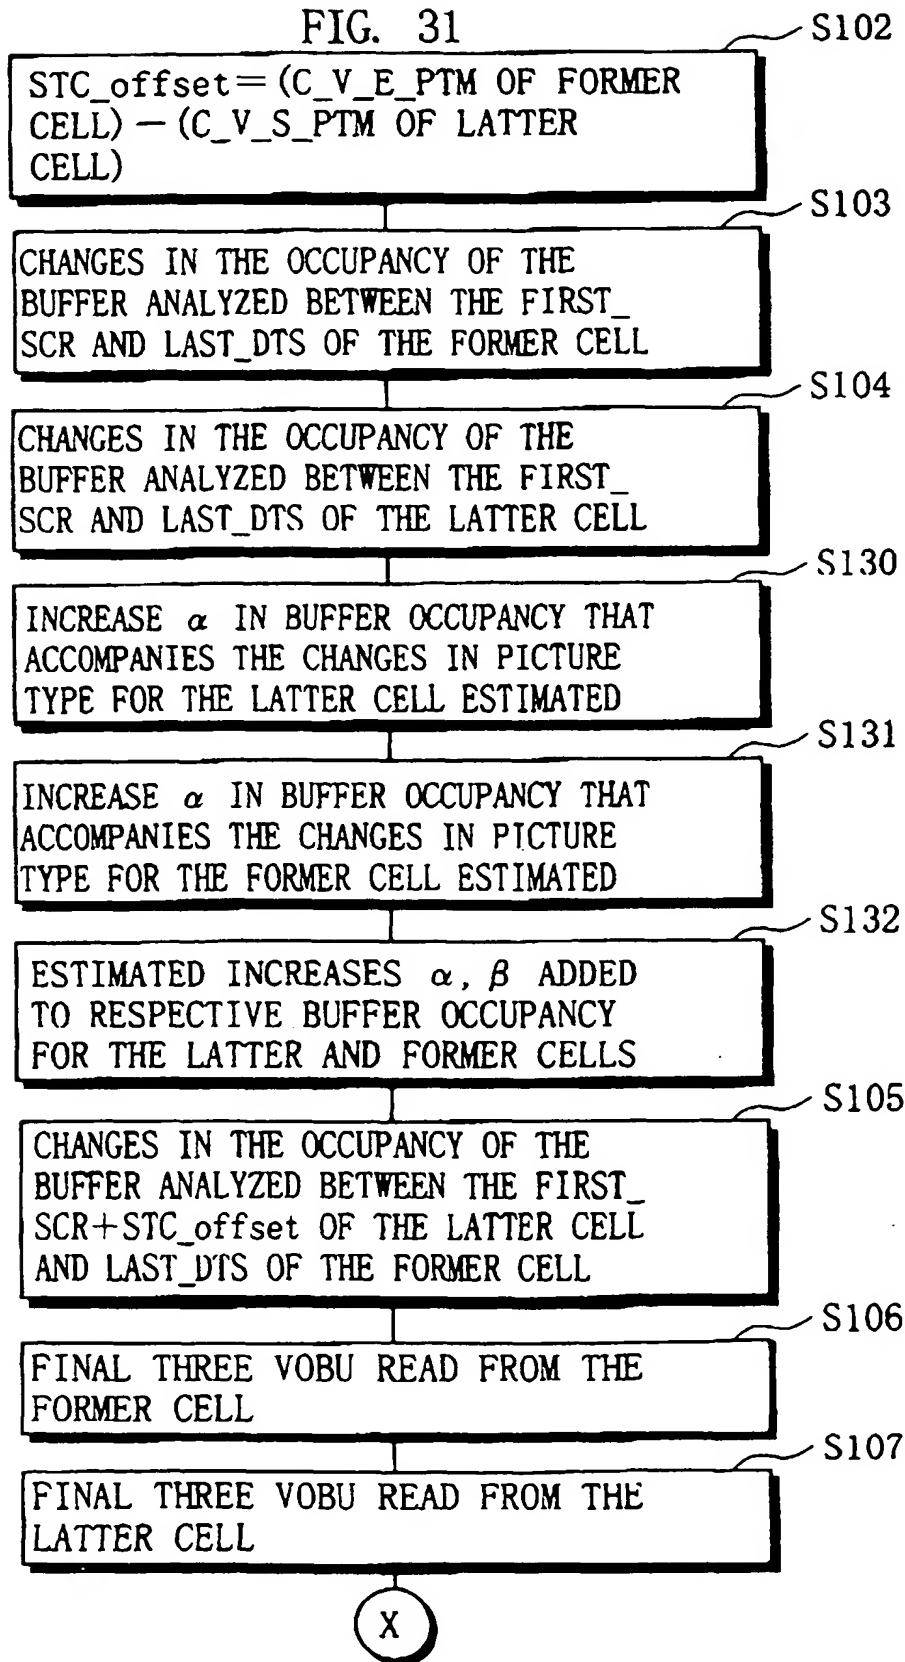 FIG. 31
S102
STC_offset=(C_V_E_PTM OF FORMER
CELL)－(C_V_S_PTM OF LATTER
CELL)
S103
CHANGES IN THE OCCUPANCY OF THE
BUFFER ANALYZED BETWEEN THE FIRST_
SCR AND LAST_DTS OF THE FORMER CELL
S104
CHANGES IN THE OCCUPANCY OF THE
BUFFER ANALYZED BETWEEN THE FIRST_
SCR AND LAST_DTS OF THE LATTER CELL
S130
INCREASE α IN BUFFER OCCUPANCY THAT
ACCOMPANIES THE CHANGES IN PICTURE
TYPE FOR THE LATTER CELL ESTIMATED
S131
INCREASE α IN BUFFER OCCUPANCY THAT
ACCOMPANIES THE CHANGES IN PICTURE
TYPE FOR THE FORMER CELL ESTIMATED
S132
ESTIMATED INCREASES α, β ADDED
TO RESPECTIVE BUFFER OCCUPANCY
FOR THE LATTER AND FORMER CELLS
S105
CHANGES IN THE OCCUPANCY OF THE
BUFFER ANALYZED BETWEEN THE FIRST_
SCR+STC_offset OF THE LATTER CELL
AND LAST_DTS OF THE FORMER CELL
S106
FINAL THREE VOBU READ FROM THE
FORMER CELL
S107
FINAL THREE VOBU READ FROM THE
LATTER CELL
X